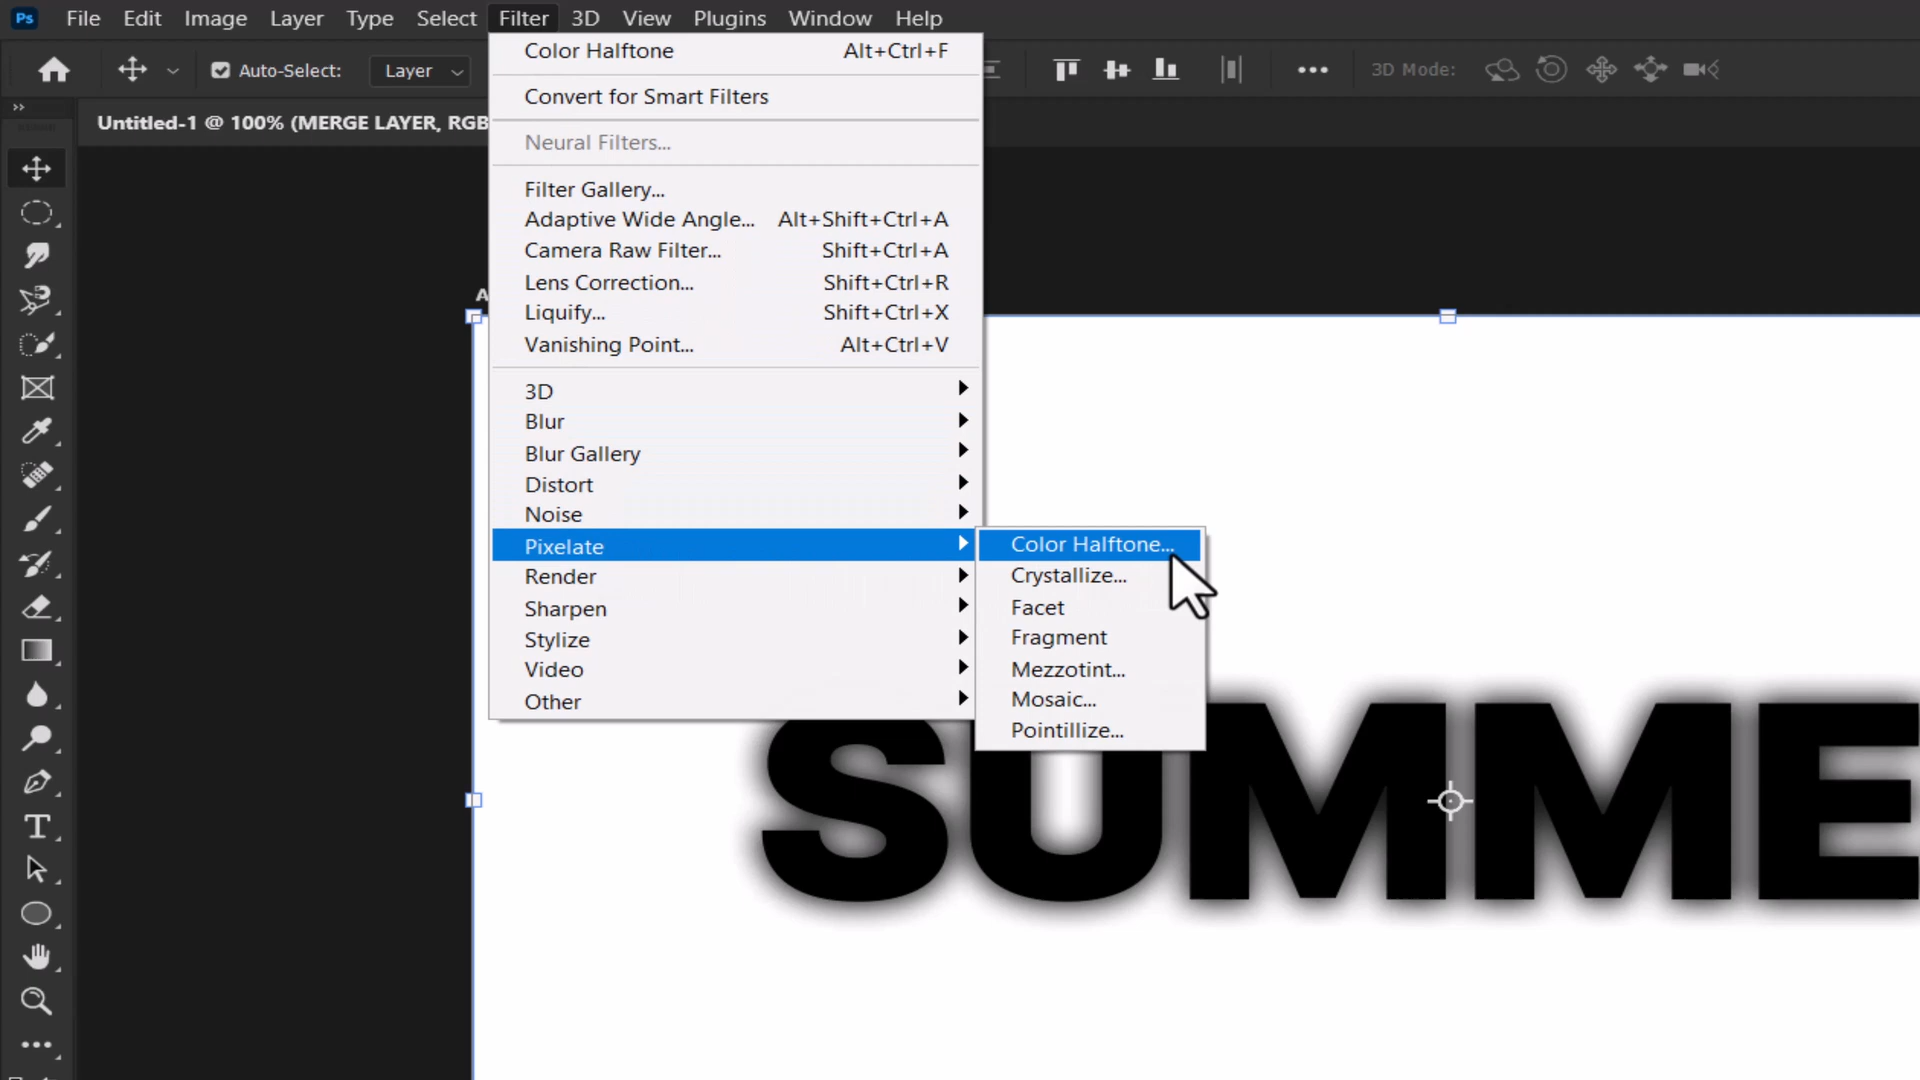 Ps File Edit Image Layer Type Select Filter 3D View Plugins Window Help
Auto-Select: Layer 3D Mode:
Untitled-1 @ 100% (MERGE LAYER, RGB
Color Halftone Alt+Ctrl+F
Convert for Smart Filters
Neural Filters...
Filter Gallery...
Adaptive Wide Angle... Alt+Shift+Ctrl+A
Camera Raw Filter... Shift+Ctrl+A
Lens Correction... Shift+Ctrl+R
Liquify... Shift+Ctrl+X
Vanishing Point... Alt+Ctrl+V
3D
Blur
Blur Gallery
Distort
Noise
Pixelate
Render
Sharpen
Stylize
Video
Other
Color Halftone...
Crystallize...
Facet
Fragment
Mezzotint...
Mosaic...
Pointillize...
A
SUMME